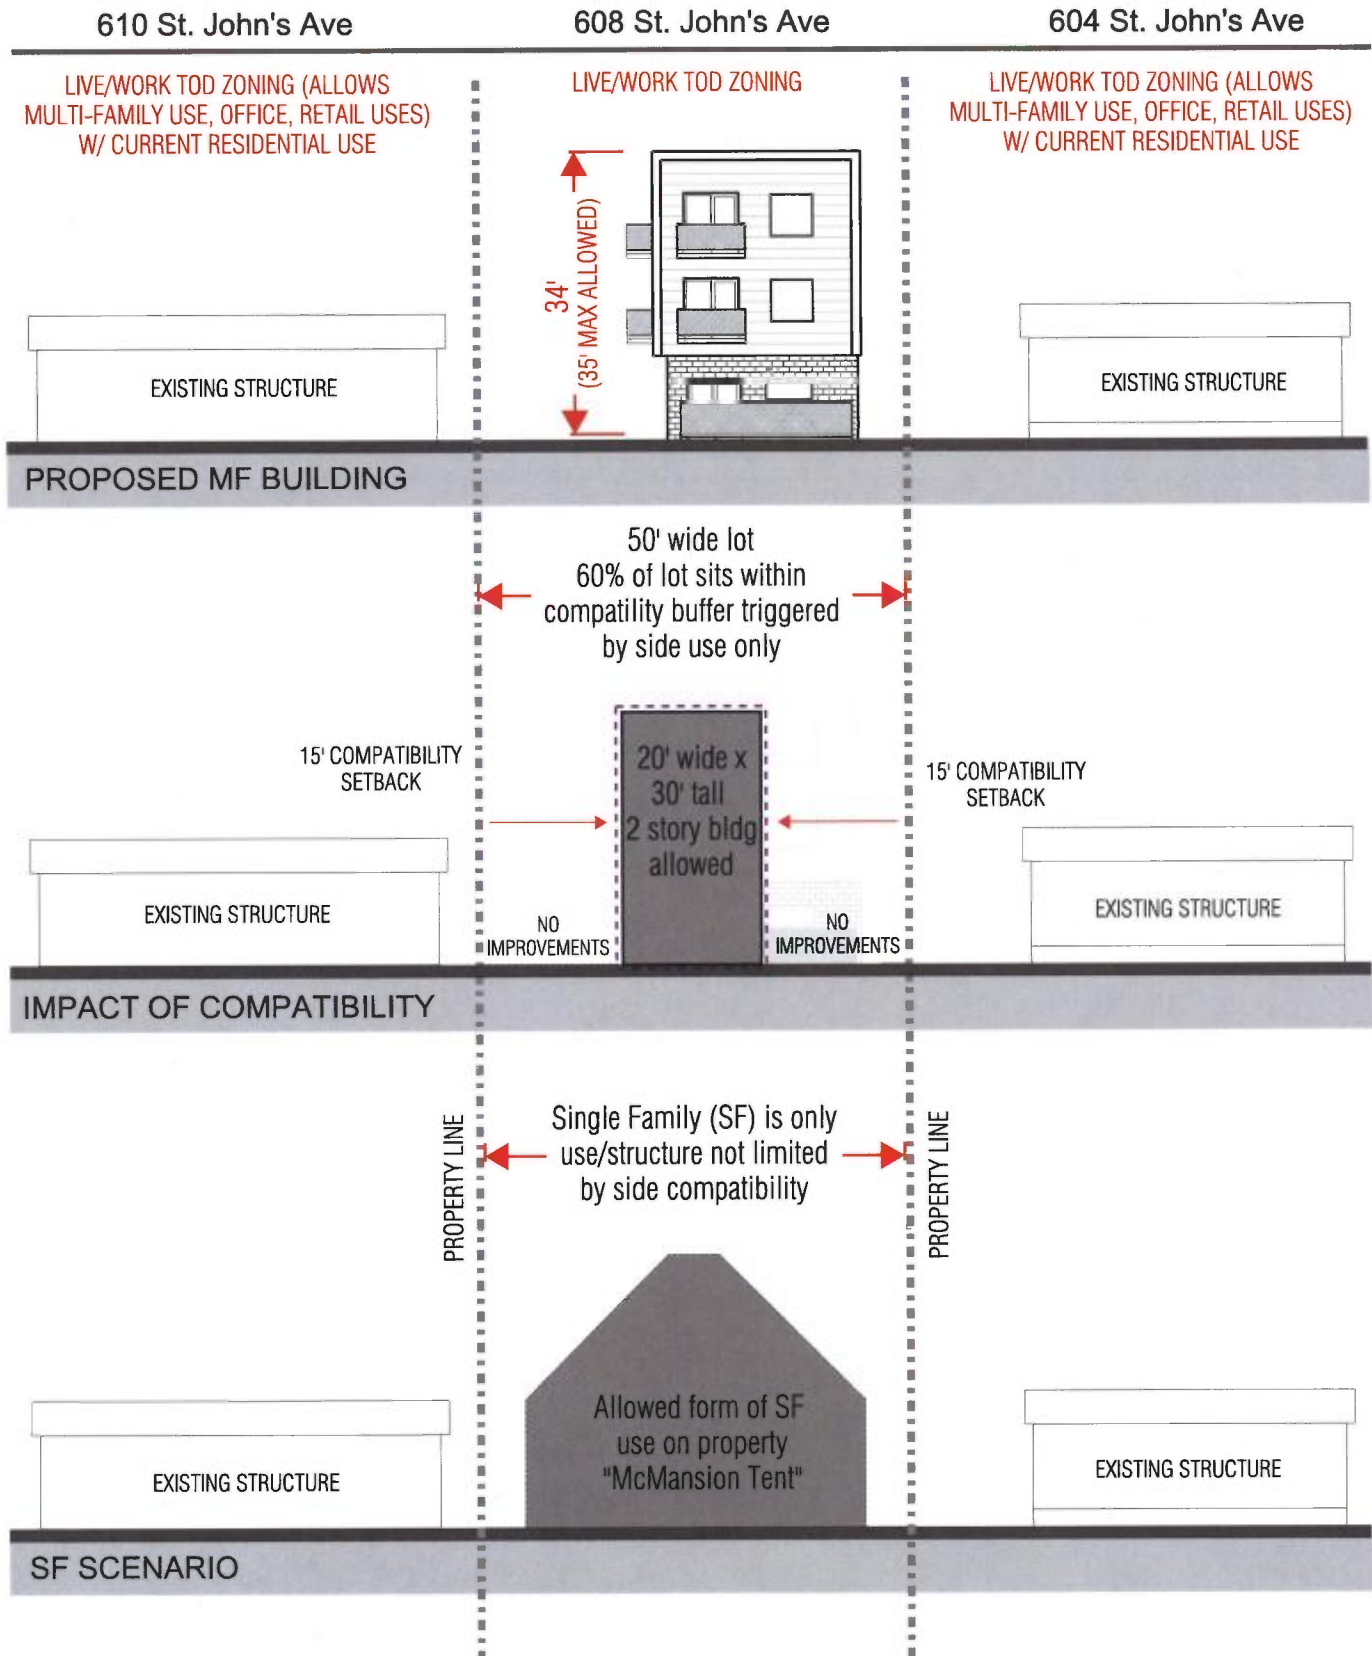 610 St. John's Ave
608 St. John's Ave
604 St. John's Ave
LIVE/WORK TOD ZONING (ALLOWS
MULTI-FAMILY USE, OFFICE, RETAIL USES)
W/ CURRENT RESIDENTIAL USE
LIVE/WORK TOD ZONING
LIVE/WORK TOD ZONING (ALLOWS
MULTI-FAMILY USE, OFFICE, RETAIL USES)
W/ CURRENT RESIDENTIAL USE
34'
(35' MAX ALLOWED)
EXISTING STRUCTURE
EXISTING STRUCTURE
PROPOSED MF BUILDING
50' wide lot
60% of lot sits within
compatility buffer triggered
by side use only
15' COMPATIBILITY
SETBACK
20' wide x
30' tall
2 story bldg
allowed
15' COMPATIBILITY
SETBACK
EXISTING STRUCTURE
NO
IMPROVEMENTS
NO
IMPROVEMENTS
EXISTING STRUCTURE
IMPACT OF COMPATIBILITY
PROPERTY LINE
Single Family (SF) is only
use/structure not limited
by side compatibility
PROPERTY LINE
Allowed form of SF
use on property
"McMansion Tent"
EXISTING STRUCTURE
EXISTING STRUCTURE
SF SCENARIO